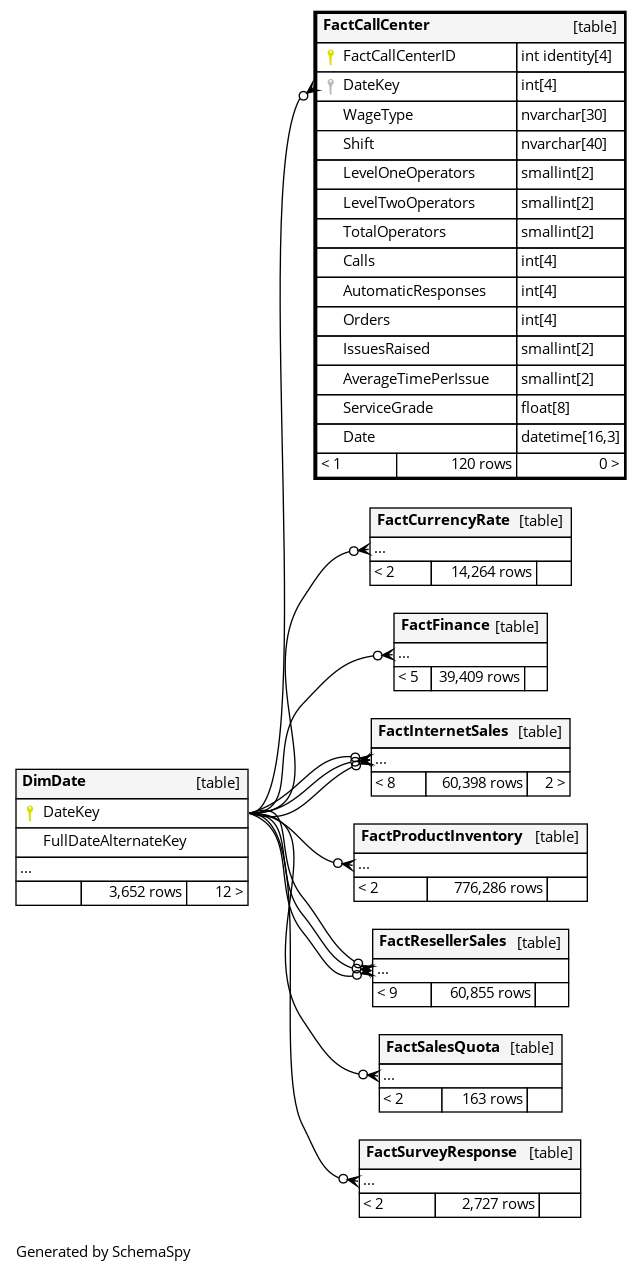 FactCallCenter [table]
FactCallCenterID int identity[4]
DateKey int[4]
WageType nvarchar[30]
Shift nvarchar[40]
LevelOneOperators smallint[2]
LevelTwoOperators smallint[2]
TotalOperators smallint[2]
Calls int[4]
AutomaticResponses int[4]
Orders int[4]
IssuesRaised smallint[2]
AverageTimePerIssue smallint[2]
ServiceGrade float[8]
Date datetime[16,3]
< 1 120 rows 0 >
FactCurrencyRate [table]
...
< 2 14,264 rows
FactFinance [table]
...
< 5 39,409 rows
FactInternetSales [table]
...
< 8 60,398 rows 2 >
DimDate [table]
DateKey
FullDateAlternateKey
...
3,652 rows 12 >
FactProductInventory [table]
...
< 2 776,286 rows
FactResellerSales [table]
...
< 9 60,855 rows
FactSalesQuota [table]
...
< 2 163 rows
FactSurveyResponse [table]
...
< 2 2,727 rows
Generated by SchemaSpy